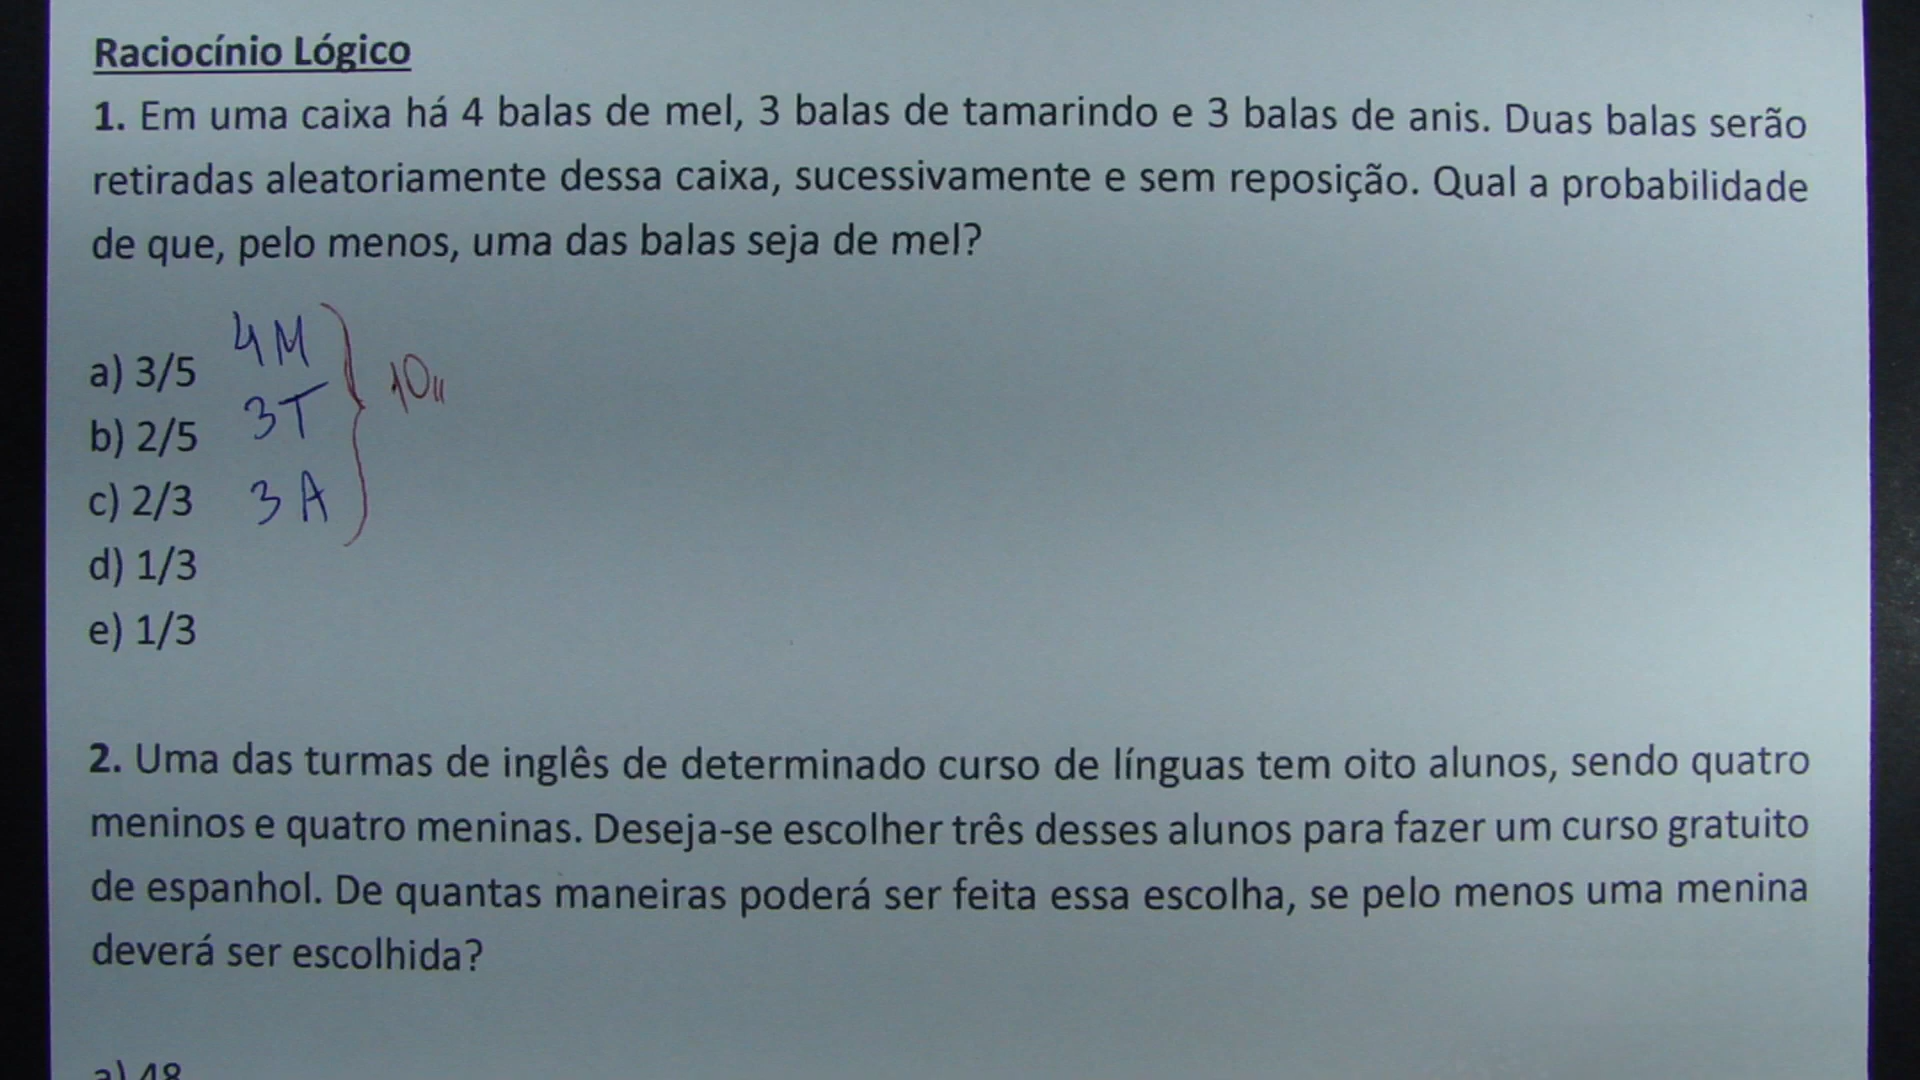 Raciocínio Lógico
1. Em uma caixa há 4 balas de mel, 3 balas de tamarindo e 3 balas de anis. Duas balas serão
retiradas aleatoriamente dessa caixa, sucessivamente e sem reposição. Qual a probabilidade
de que, pelo menos, uma das balas seja de mel?
4M
a) 3/5
10
3T
b) 2/5
3A
c) 2/3
d) 1/3
e) 1/3
2. Uma das turmas de inglês de determinado curso de línguas tem oito alunos, sendo quatro
meninos e quatro meninas. Deseja-se escolher três desses alunos para fazer um curso gratuito
de espanhol. De quantas maneiras poderá ser feita essa escolha, se pelo menos uma menina
deverá ser escolhida?
a) 48